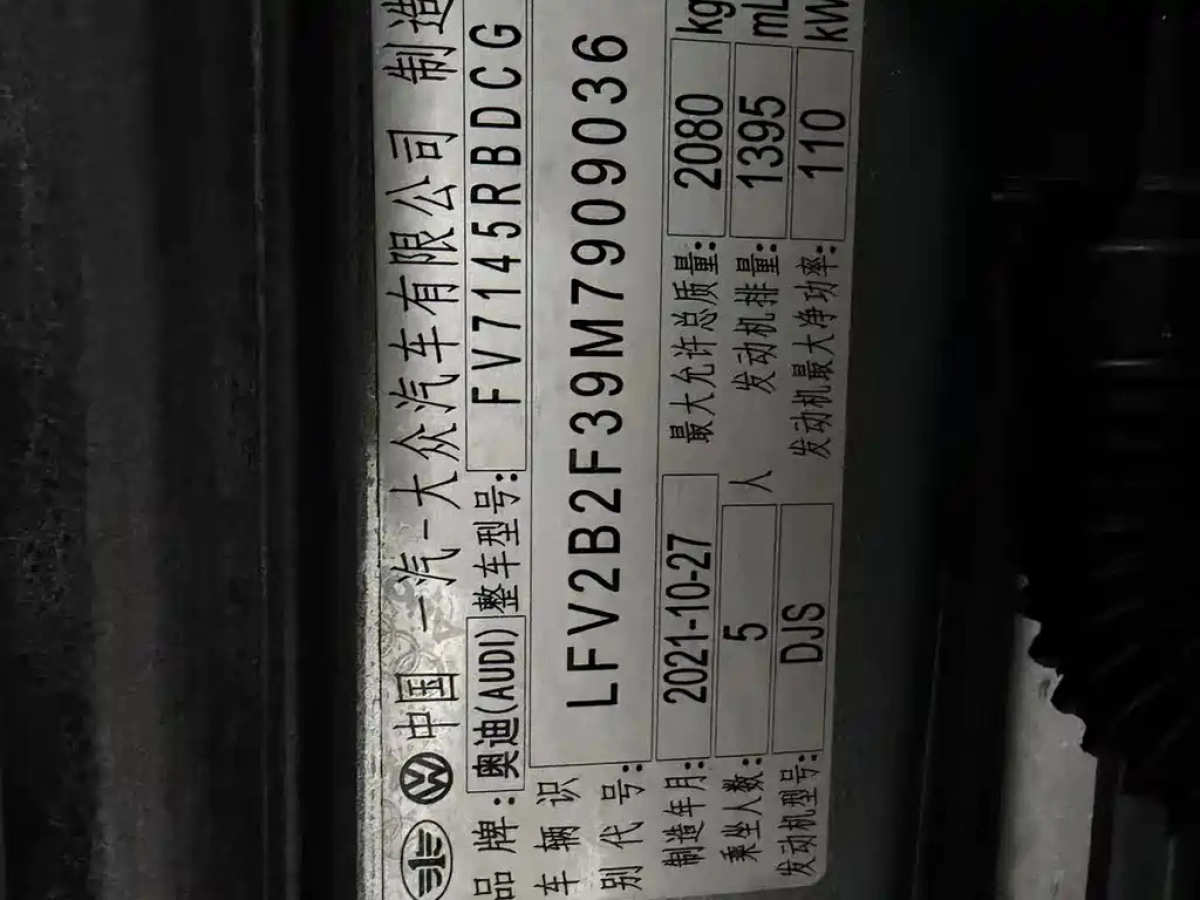 中国一汽-大众汽车有限公司 制造
品牌: 奥迪(AUDI) 整车型号: FV7145RBDCG
车辆识别代号: LFV2B2F39M7909036
制造年月: 2021-10-27 最大允许总质量: 2080 kg
乘坐人数: 5 人 发动机排量: 1395 mL
发动机型号: DJS 发动机最大净功率: 110 kW